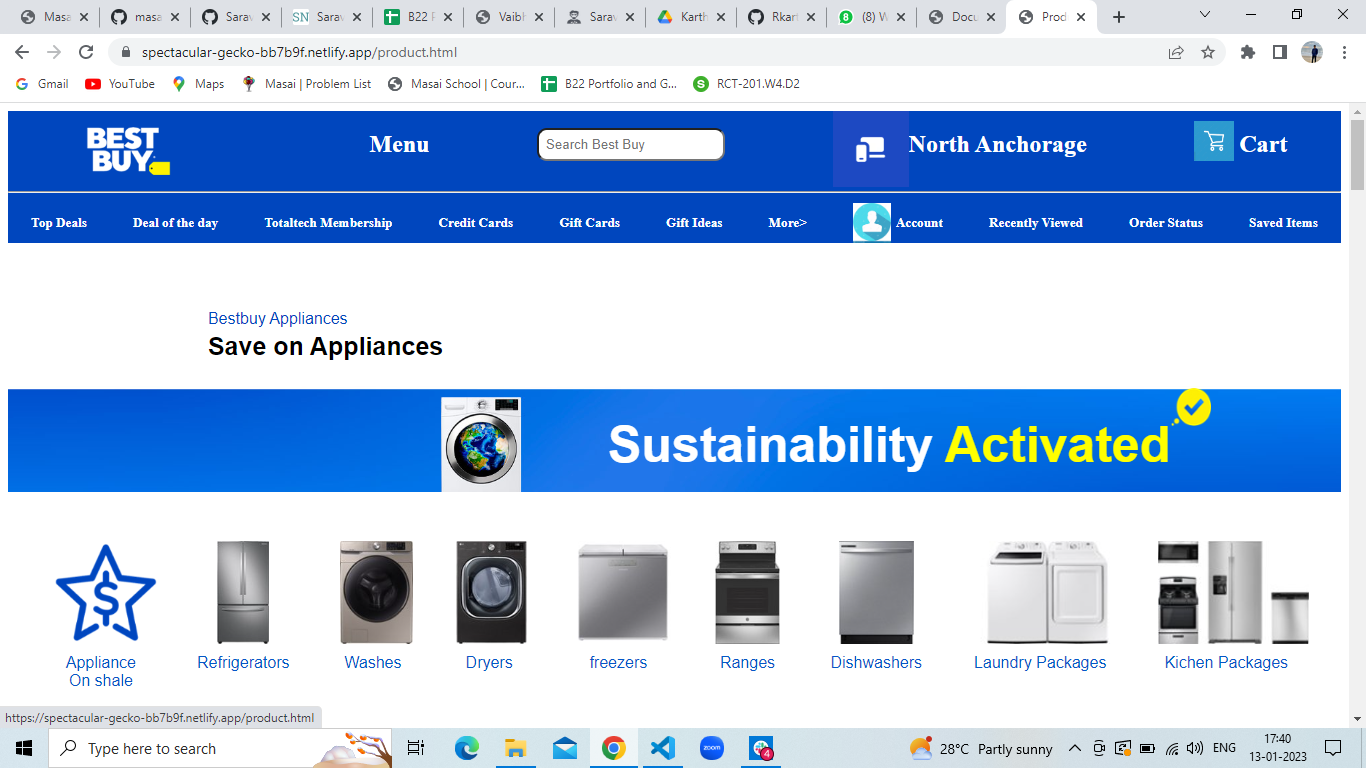 Masa
masa
Sarav
SN Sarav
B22 P
Vaibh
Sarav
Karth
Rkart
(8) W
Docu
Prod
spectacular-gecko-bb7b9f.netlify.app/product.html
Gmail YouTube Maps Masai | Problem List Masai School | Cour... B22 Portfolio and G... RCT-201.W4.D2
BEST BUY Menu Search Best Buy North Anchorage Cart
Top Deals Deal of the day Totaltech Membership Credit Cards Gift Cards Gift Ideas More> Account Recently Viewed Order Status Saved Items
Bestbuy Appliances
Save on Appliances
Sustainability Activated
Appliance On shale
Refrigerators
Washes
Dryers
freezers
Ranges
Dishwashers
Laundry Packages
Kichen Packages
https://spectacular-gecko-bb7b9f.netlify.app/product.html
Type here to search
zoom
4
28°C Partly sunny
ENG
17:40
13-01-2023